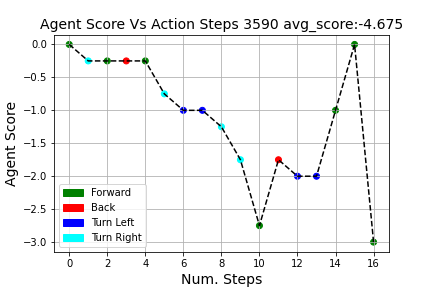 Agent Score Vs Action Steps 3590 avg_score:-4.675
Agent Score
0.0
−0.5
−1.0
−1.5
−2.0
−2.5
−3.0
Forward
Back
Turn Left
Turn Right
0 2 4 6 8 10 12 14 16
Num. Steps